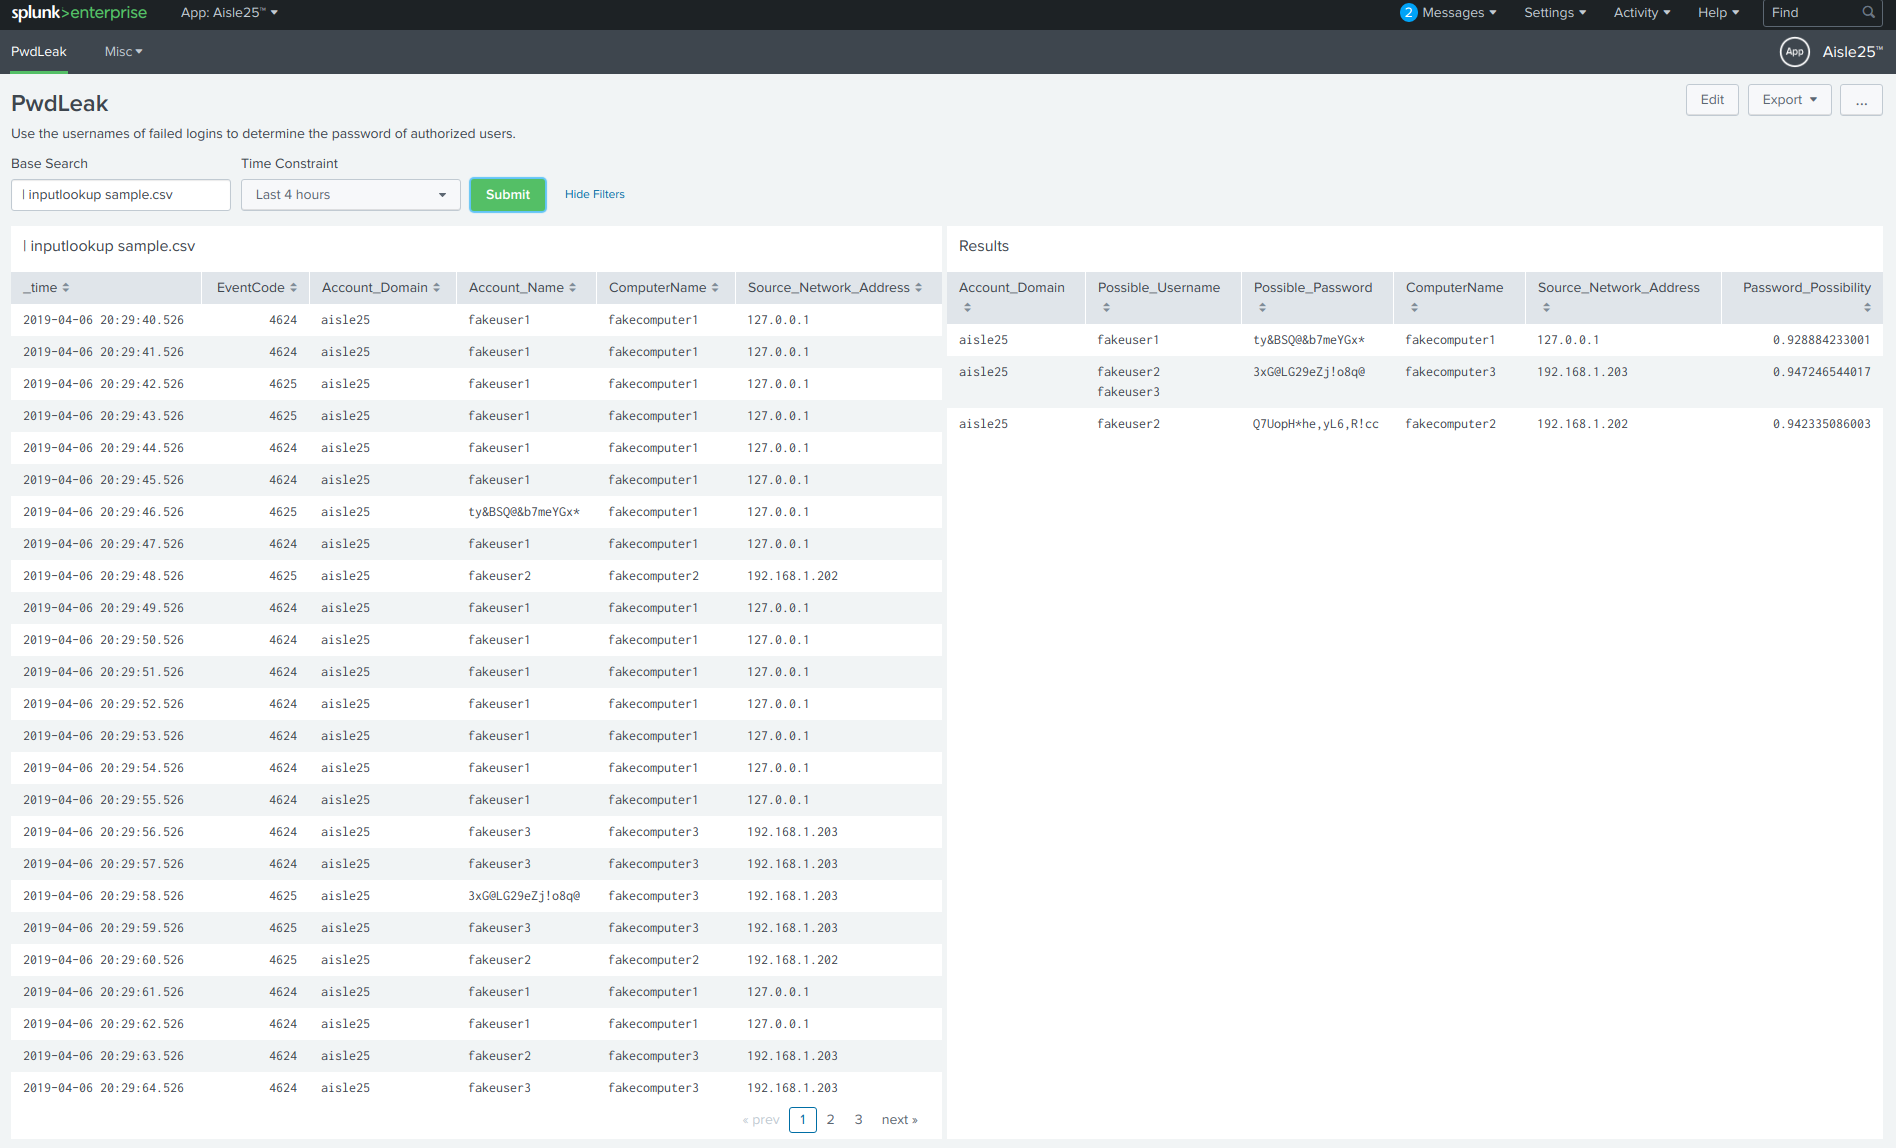 splunk>enterprise App: Aisle25™ 2 Messages Settings Activity Help Find
PwdLeak Misc App Aisle25™
PwdLeak Edit Export ...
Use the usernames of failed logins to determine the password of authorized users.
Base Search Time Constraint
| inputlookup sample.csv Last 4 hours Submit Hide Filters
| inputlookup sample.csv
_time EventCode Account_Domain Account_Name ComputerName Source_Network_Address
2019-04-06 20:29:40.526 4624 aisle25 fakeuser1 fakecomputer1 127.0.0.1
2019-04-06 20:29:41.526 4624 aisle25 fakeuser1 fakecomputer1 127.0.0.1
2019-04-06 20:29:42.526 4625 aisle25 fakeuser1 fakecomputer1 127.0.0.1
2019-04-06 20:29:43.526 4625 aisle25 fakeuser1 fakecomputer1 127.0.0.1
2019-04-06 20:29:44.526 4624 aisle25 fakeuser1 fakecomputer1 127.0.0.1
2019-04-06 20:29:45.526 4624 aisle25 fakeuser1 fakecomputer1 127.0.0.1
2019-04-06 20:29:46.526 4625 aisle25 ty&BSQ@&b7meYGx* fakecomputer1 127.0.0.1
2019-04-06 20:29:47.526 4624 aisle25 fakeuser1 fakecomputer1 127.0.0.1
2019-04-06 20:29:48.526 4625 aisle25 fakeuser2 fakecomputer2 192.168.1.202
2019-04-06 20:29:49.526 4624 aisle25 fakeuser1 fakecomputer1 127.0.0.1
2019-04-06 20:29:50.526 4624 aisle25 fakeuser1 fakecomputer1 127.0.0.1
2019-04-06 20:29:51.526 4624 aisle25 fakeuser1 fakecomputer1 127.0.0.1
2019-04-06 20:29:52.526 4624 aisle25 fakeuser1 fakecomputer1 127.0.0.1
2019-04-06 20:29:53.526 4624 aisle25 fakeuser1 fakecomputer1 127.0.0.1
2019-04-06 20:29:54.526 4624 aisle25 fakeuser1 fakecomputer1 127.0.0.1
2019-04-06 20:29:55.526 4624 aisle25 fakeuser1 fakecomputer1 127.0.0.1
2019-04-06 20:29:56.526 4624 aisle25 fakeuser3 fakecomputer3 192.168.1.203
2019-04-06 20:29:57.526 4624 aisle25 fakeuser3 fakecomputer3 192.168.1.203
2019-04-06 20:29:58.526 4625 aisle25 3xG@LG29eZj!o8q@ fakecomputer3 192.168.1.203
2019-04-06 20:29:59.526 4625 aisle25 fakeuser3 fakecomputer3 192.168.1.203
2019-04-06 20:29:60.526 4625 aisle25 fakeuser2 fakecomputer2 192.168.1.202
2019-04-06 20:29:61.526 4624 aisle25 fakeuser1 fakecomputer1 127.0.0.1
2019-04-06 20:29:62.526 4624 aisle25 fakeuser1 fakecomputer1 127.0.0.1
2019-04-06 20:29:63.526 4624 aisle25 fakeuser2 fakecomputer3 192.168.1.203
2019-04-06 20:29:64.526 4624 aisle25 fakeuser3 fakecomputer3 192.168.1.203
« prev 1 2 3 next »
Results
Account_Domain Possible_Username Possible_Password ComputerName Source_Network_Address Password_Possibility
aisle25 fakeuser1 ty&BSQ@&b7meYGx* fakecomputer1 127.0.0.1 0.928884233001
aisle25 fakeuser2 3xG@LG29eZj!o8q@ fakecomputer3 192.168.1.203 0.947246544017
fakeuser3
aisle25 fakeuser2 Q7UopH*he,yL6,R!cc fakecomputer2 192.168.1.202 0.942335086003